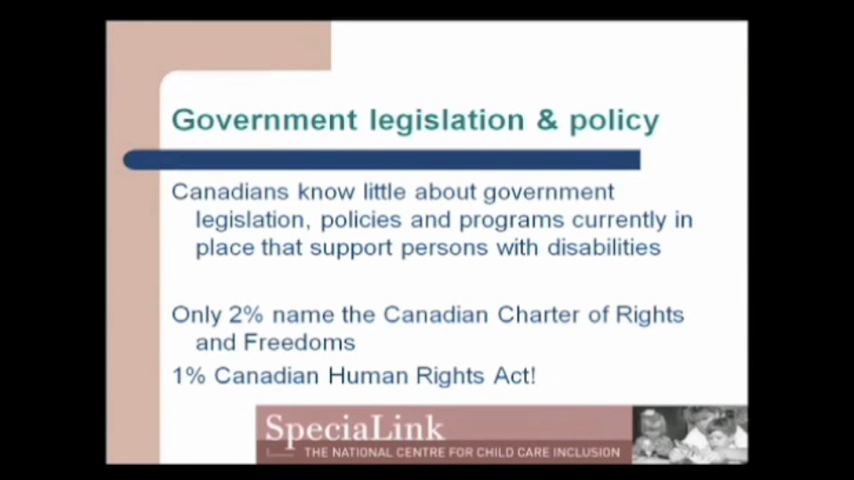 Government legislation & policy
Canadians know little about government
legislation, policies and programs currently in
place that support persons with disabilities
Only 2% name the Canadian Charter of Rights
and Freedoms
1% Canadian Human Rights Act!
SpeciaLink
THE NATIONAL CENTRE FOR CHILD CARE INCLUSION